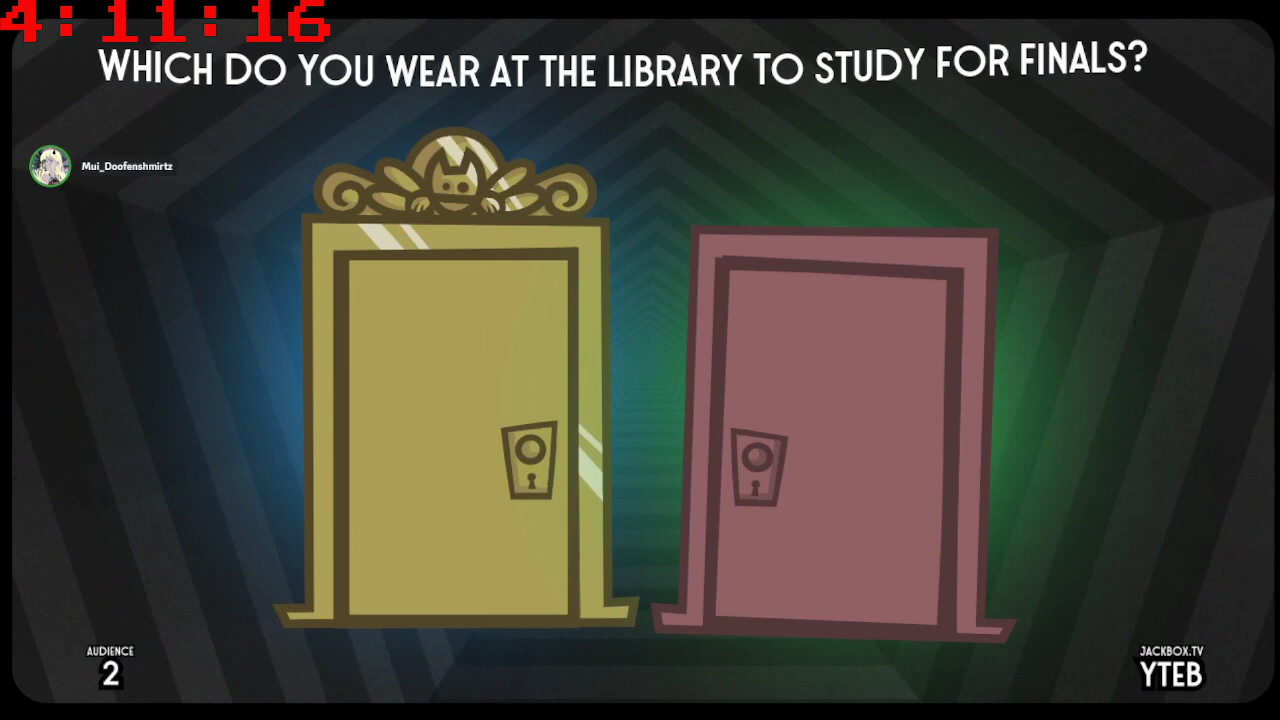 4:11:16
WHICH DO YOU WEAR AT THE LIBRARY TO STUDY FOR FINALS?
Mui_Doofenshmirtz
AUDIENCE
2
JACKBOX.TV
YTEB